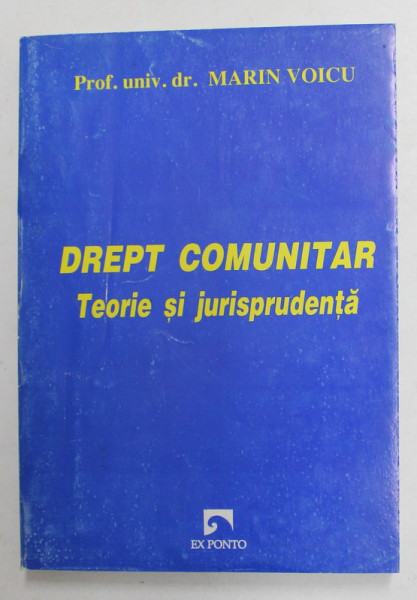 Prof. univ. dr. MARIN VOICU
DREPT COMUNITAR
Teorie și jurisprudență
EX PONTO